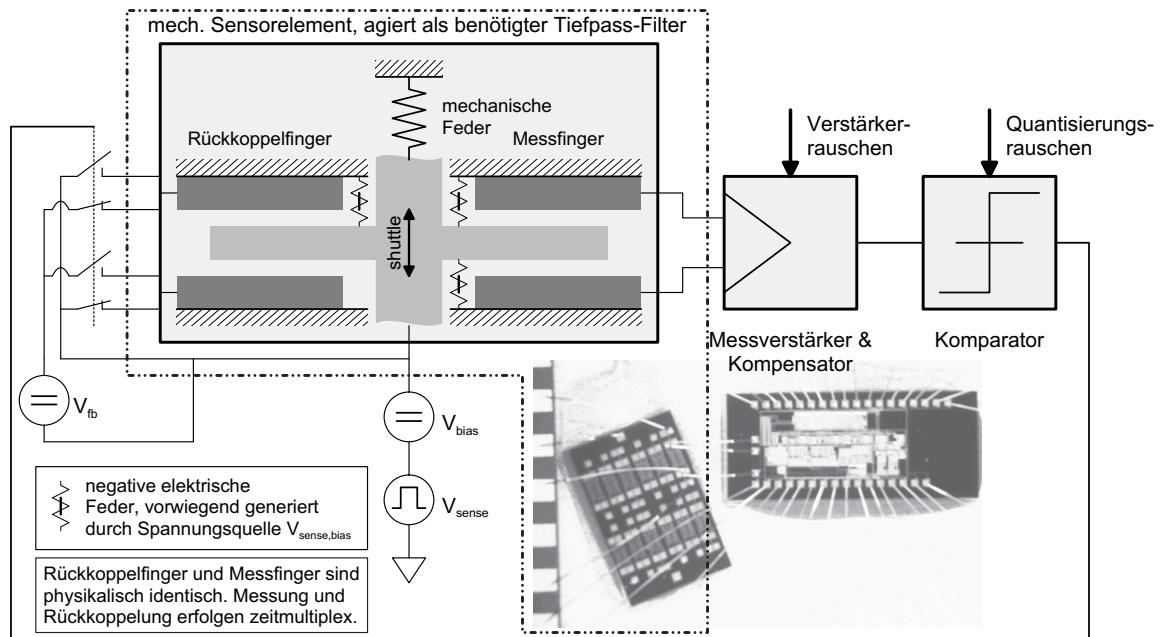 mech. Sensorelement, agiert als benötigter Tiefpass-Filter
mechanische
Feder
Rückkoppelfinger
Messfinger
shuttle
Verstärker-
rauschen
Quantisierungs-
rauschen
Messverstärker &
Kompensator
Komparator
V_fb
V_bias
V_sense
negative elektrische
Feder, vorwiegend generiert
durch Spannungsquelle V_sense,bias
Rückkoppelfinger und Messfinger sind
physikalisch identisch. Messung und
Rückkoppelung erfolgen zeitmultiplex.